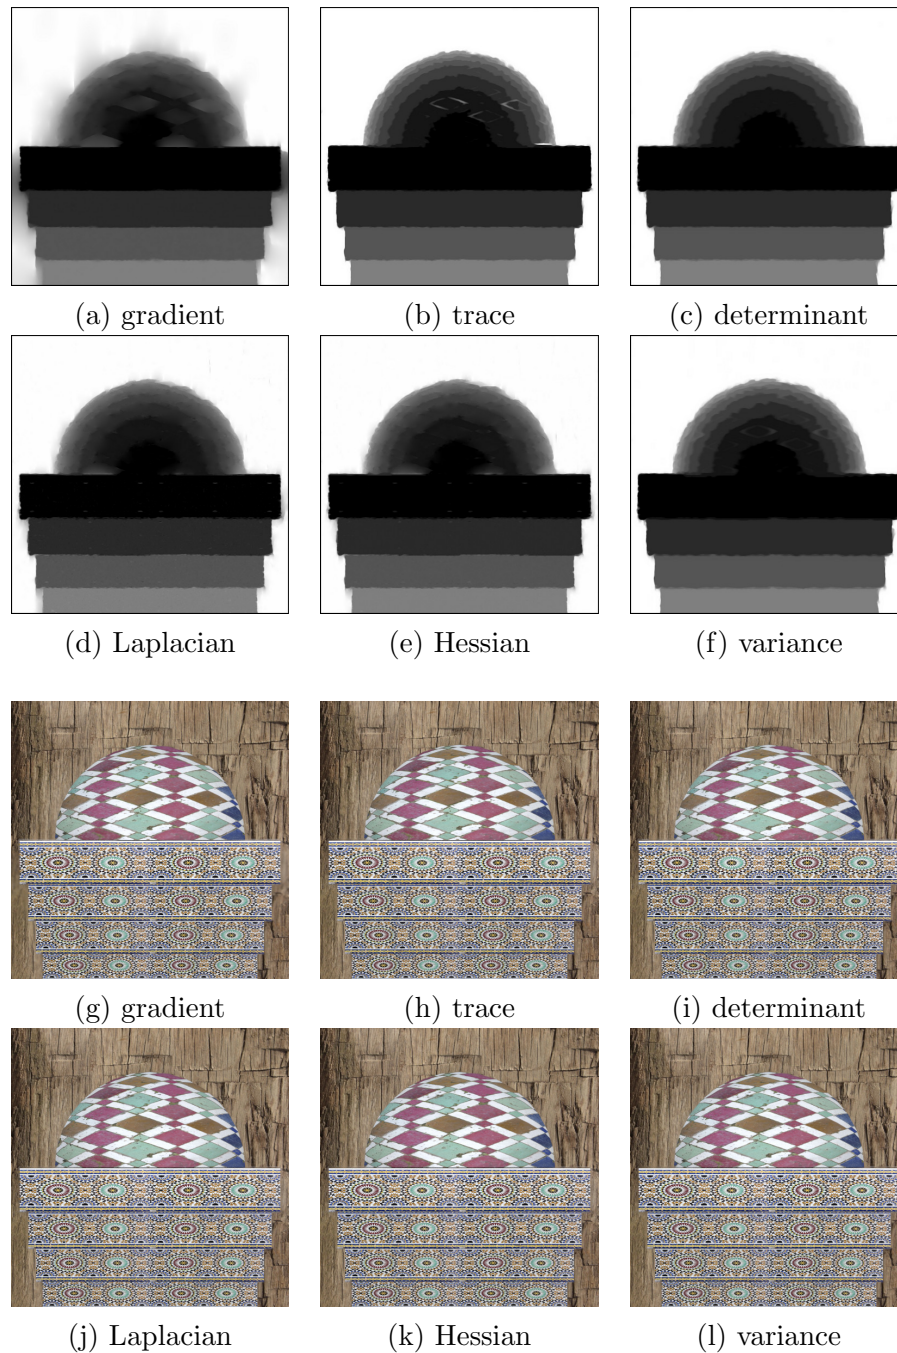 (a) gradient
(b) trace
(c) determinant
(d) Laplacian
(e) Hessian
(f) variance
(g) gradient
(h) trace
(i) determinant
(j) Laplacian
(k) Hessian
(l) variance